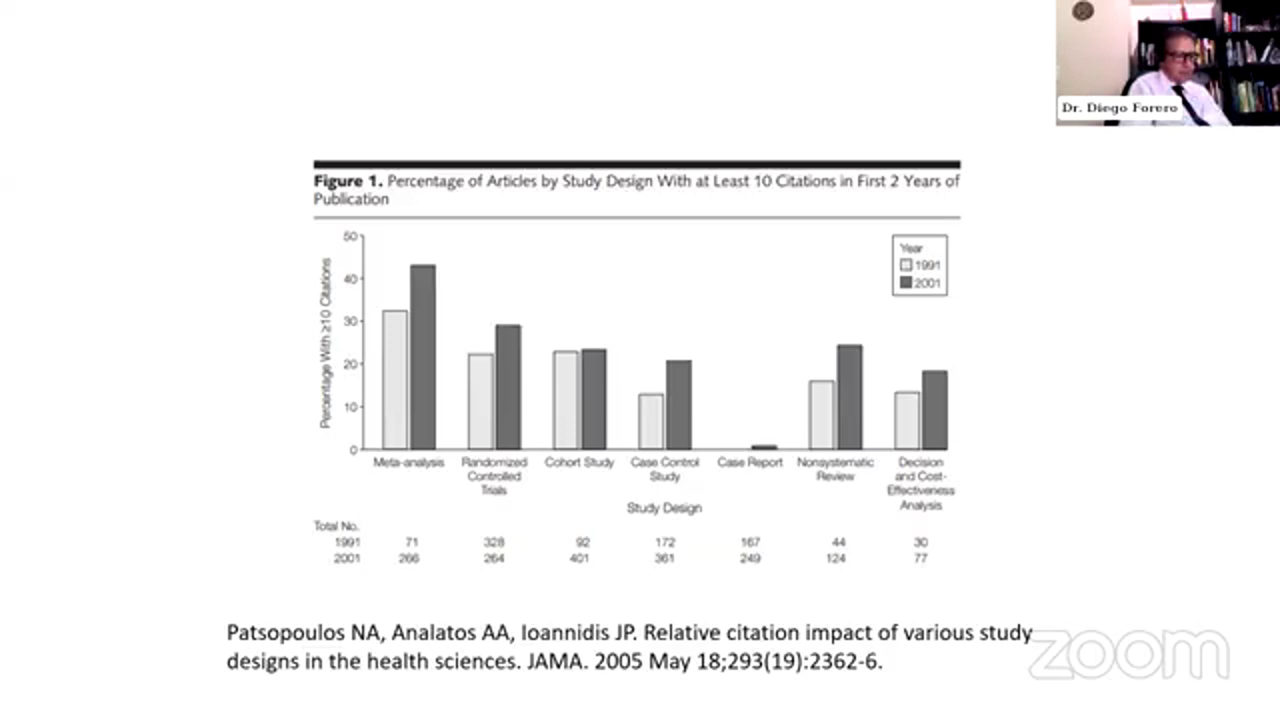 Dr. Diego Forero
Figure 1. Percentage of Articles by Study Design With at Least 10 Citations in First 2 Years of
Publication
Percentage With ≥10 Citations
50
40
30
20
10
0
Year
1991
2001
Meta-analysis
Randomized
Controlled
Trials
Cohort Study
Case Control
Study
Case Report
Nonsystematic
Review
Decision
and Cost-
Effectiveness
Analysis
Study Design
Total No.
1991 71 328 92 172 167 44 30
2001 266 264 401 361 249 124 77
Patsopoulos NA, Analatos AA, Ioannidis JP. Relative citation impact of various study
designs in the health sciences. JAMA. 2005 May 18;293(19):2362-6.
zoom